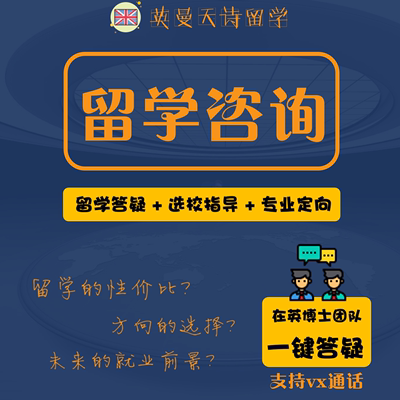 英曼天诗留学
留学咨询
留学答疑 + 选校指导 + 专业定向
留学的性价比?
方向的选择?
未来的就业前景?
在英博士团队
一键答疑
支持vx通话